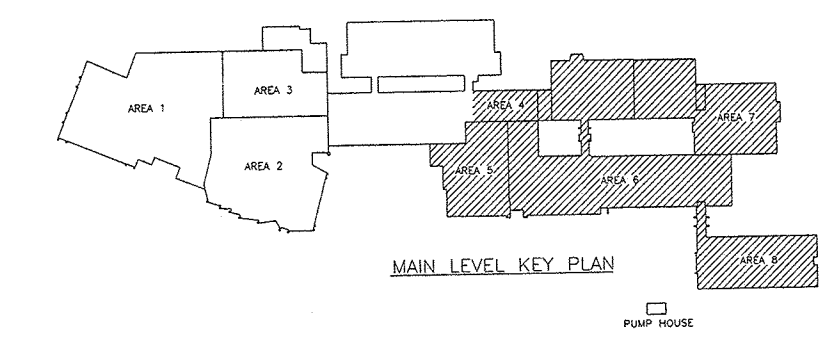 AREA 1
AREA 3
AREA 2
AREA 4
AREA 5
AREA 6
AREA 7
AREA 8
MAIN LEVEL KEY PLAN
PUMP HOUSE